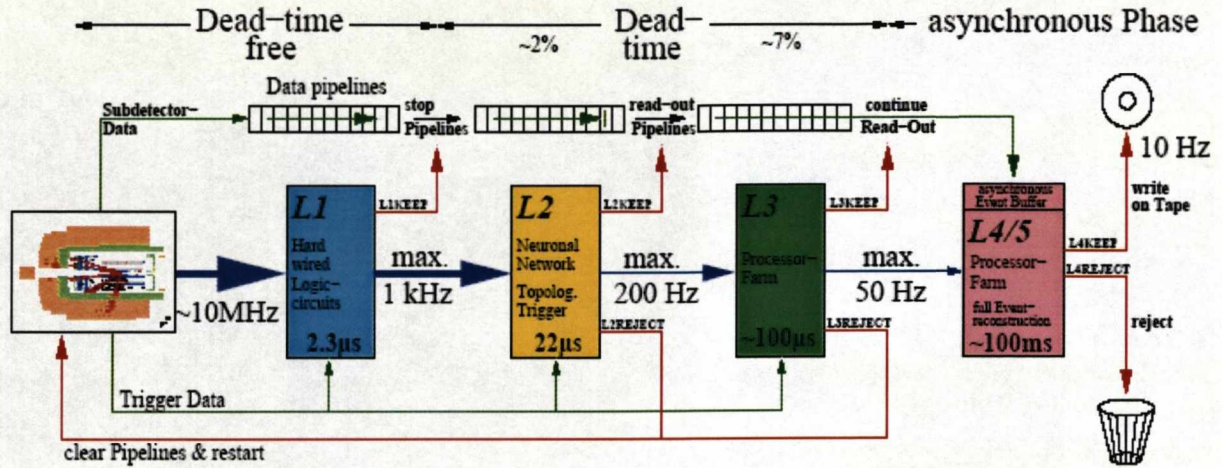 Dead-time
free
~2%
Dead-
time
~7%
asynchronous Phase
Data pipelines
Subdetector-
Data
stop
Pipelines
read-out
Pipelines
continue
Read-Out
10 Hz
write
on Tape
L1KEEP
L2KEEP
L3KEEP
asynchronous
Event Buffer
L1
Hard
wired
Logic-
circuits
2.3µs
L2
Neuronal
Network
Topolog.
Trigger
22µs
L3
Processor-
Farm
~100µs
L4/5
Processor-
Farm
full Event-
reconstruction
~100ms
L4KEEP
L4REJECT
~10MHz
max.
1 kHz
max.
200 Hz
L2REJECT
max.
50 Hz
L3REJECT
reject
Trigger Data
clear Pipelines & restart